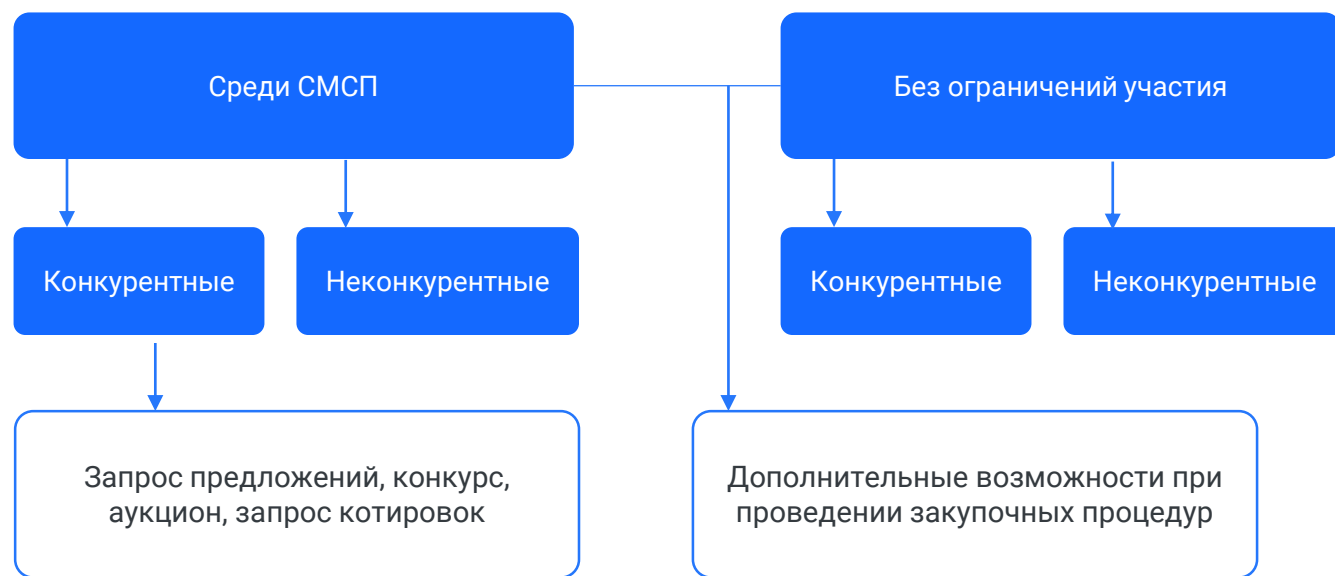 Среди СМСП
Без ограничений участия
Конкурентные
Неконкурентные
Конкурентные
Неконкурентные
Запрос предложений, конкурс,
аукцион, запрос котировок
Дополнительные возможности при
проведении закупочных процедур